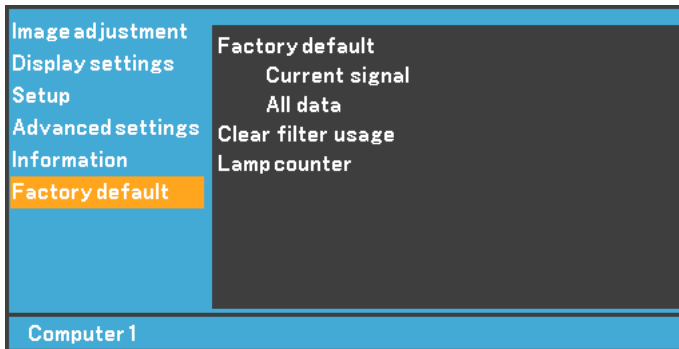 Image adjustment
Display settings
Setup
Advanced settings
Information
Factory default
Factory default
Current signal
All data
Clear filter usage
Lamp counter
Computer 1